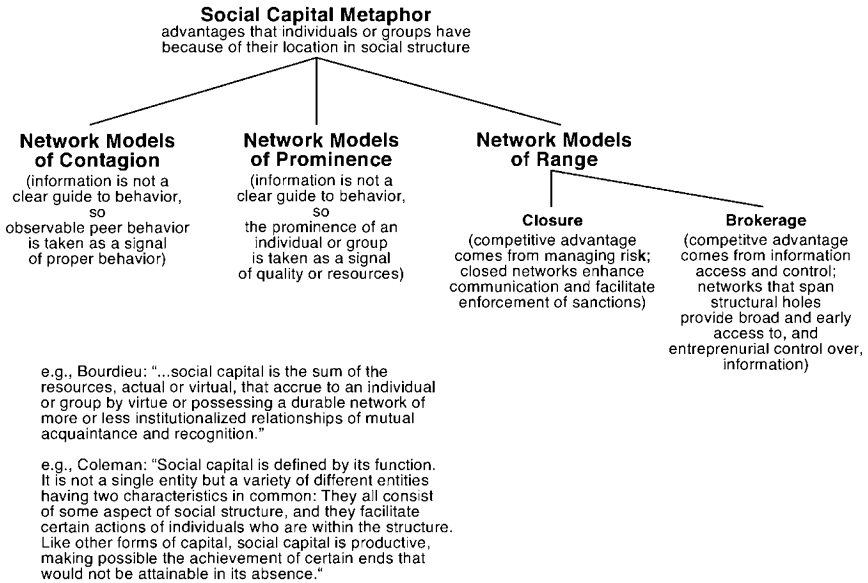 Social Capital Metaphor
advantages that individuals or groups have
because of their location in social structure
Network Models
of Contagion
(information is not a
clear guide to behavior,
so
observable peer behavior
is taken as a signal
of proper behavior)
Network Models
of Prominence
(information is not a
clear guide to behavior,
so
the prominence of an
individual or group
is taken as a signal
of quality or resources)
Network Models
of Range
Closure
(competitive advantage
comes from managing risk;
closed networks enhance
communication and facilitate
enforcement of sanctions)
Brokerage
(competitve advantage
comes from information
access and control;
networks that span
structural holes
provide broad and early
access to, and
entreprenurial control over,
information)
e.g., Bourdieu: "...social capital is the sum of the
resources, actual or virtual, that accrue to an individual
or group by virtue or possessing a durable network of
more or less institutionalized relationships of mutual
acquaintance and recognition."
e.g., Coleman: "Social capital is defined by its function.
It is not a single entity but a variety of different entities
having two characteristics in common: They all consist
of some aspect of social structure, and they facilitate
certain actions of individuals who are within the structure.
Like other forms of capital, social capital is productive,
making possible the achievement of certain ends that
would not be attainable in its absence."